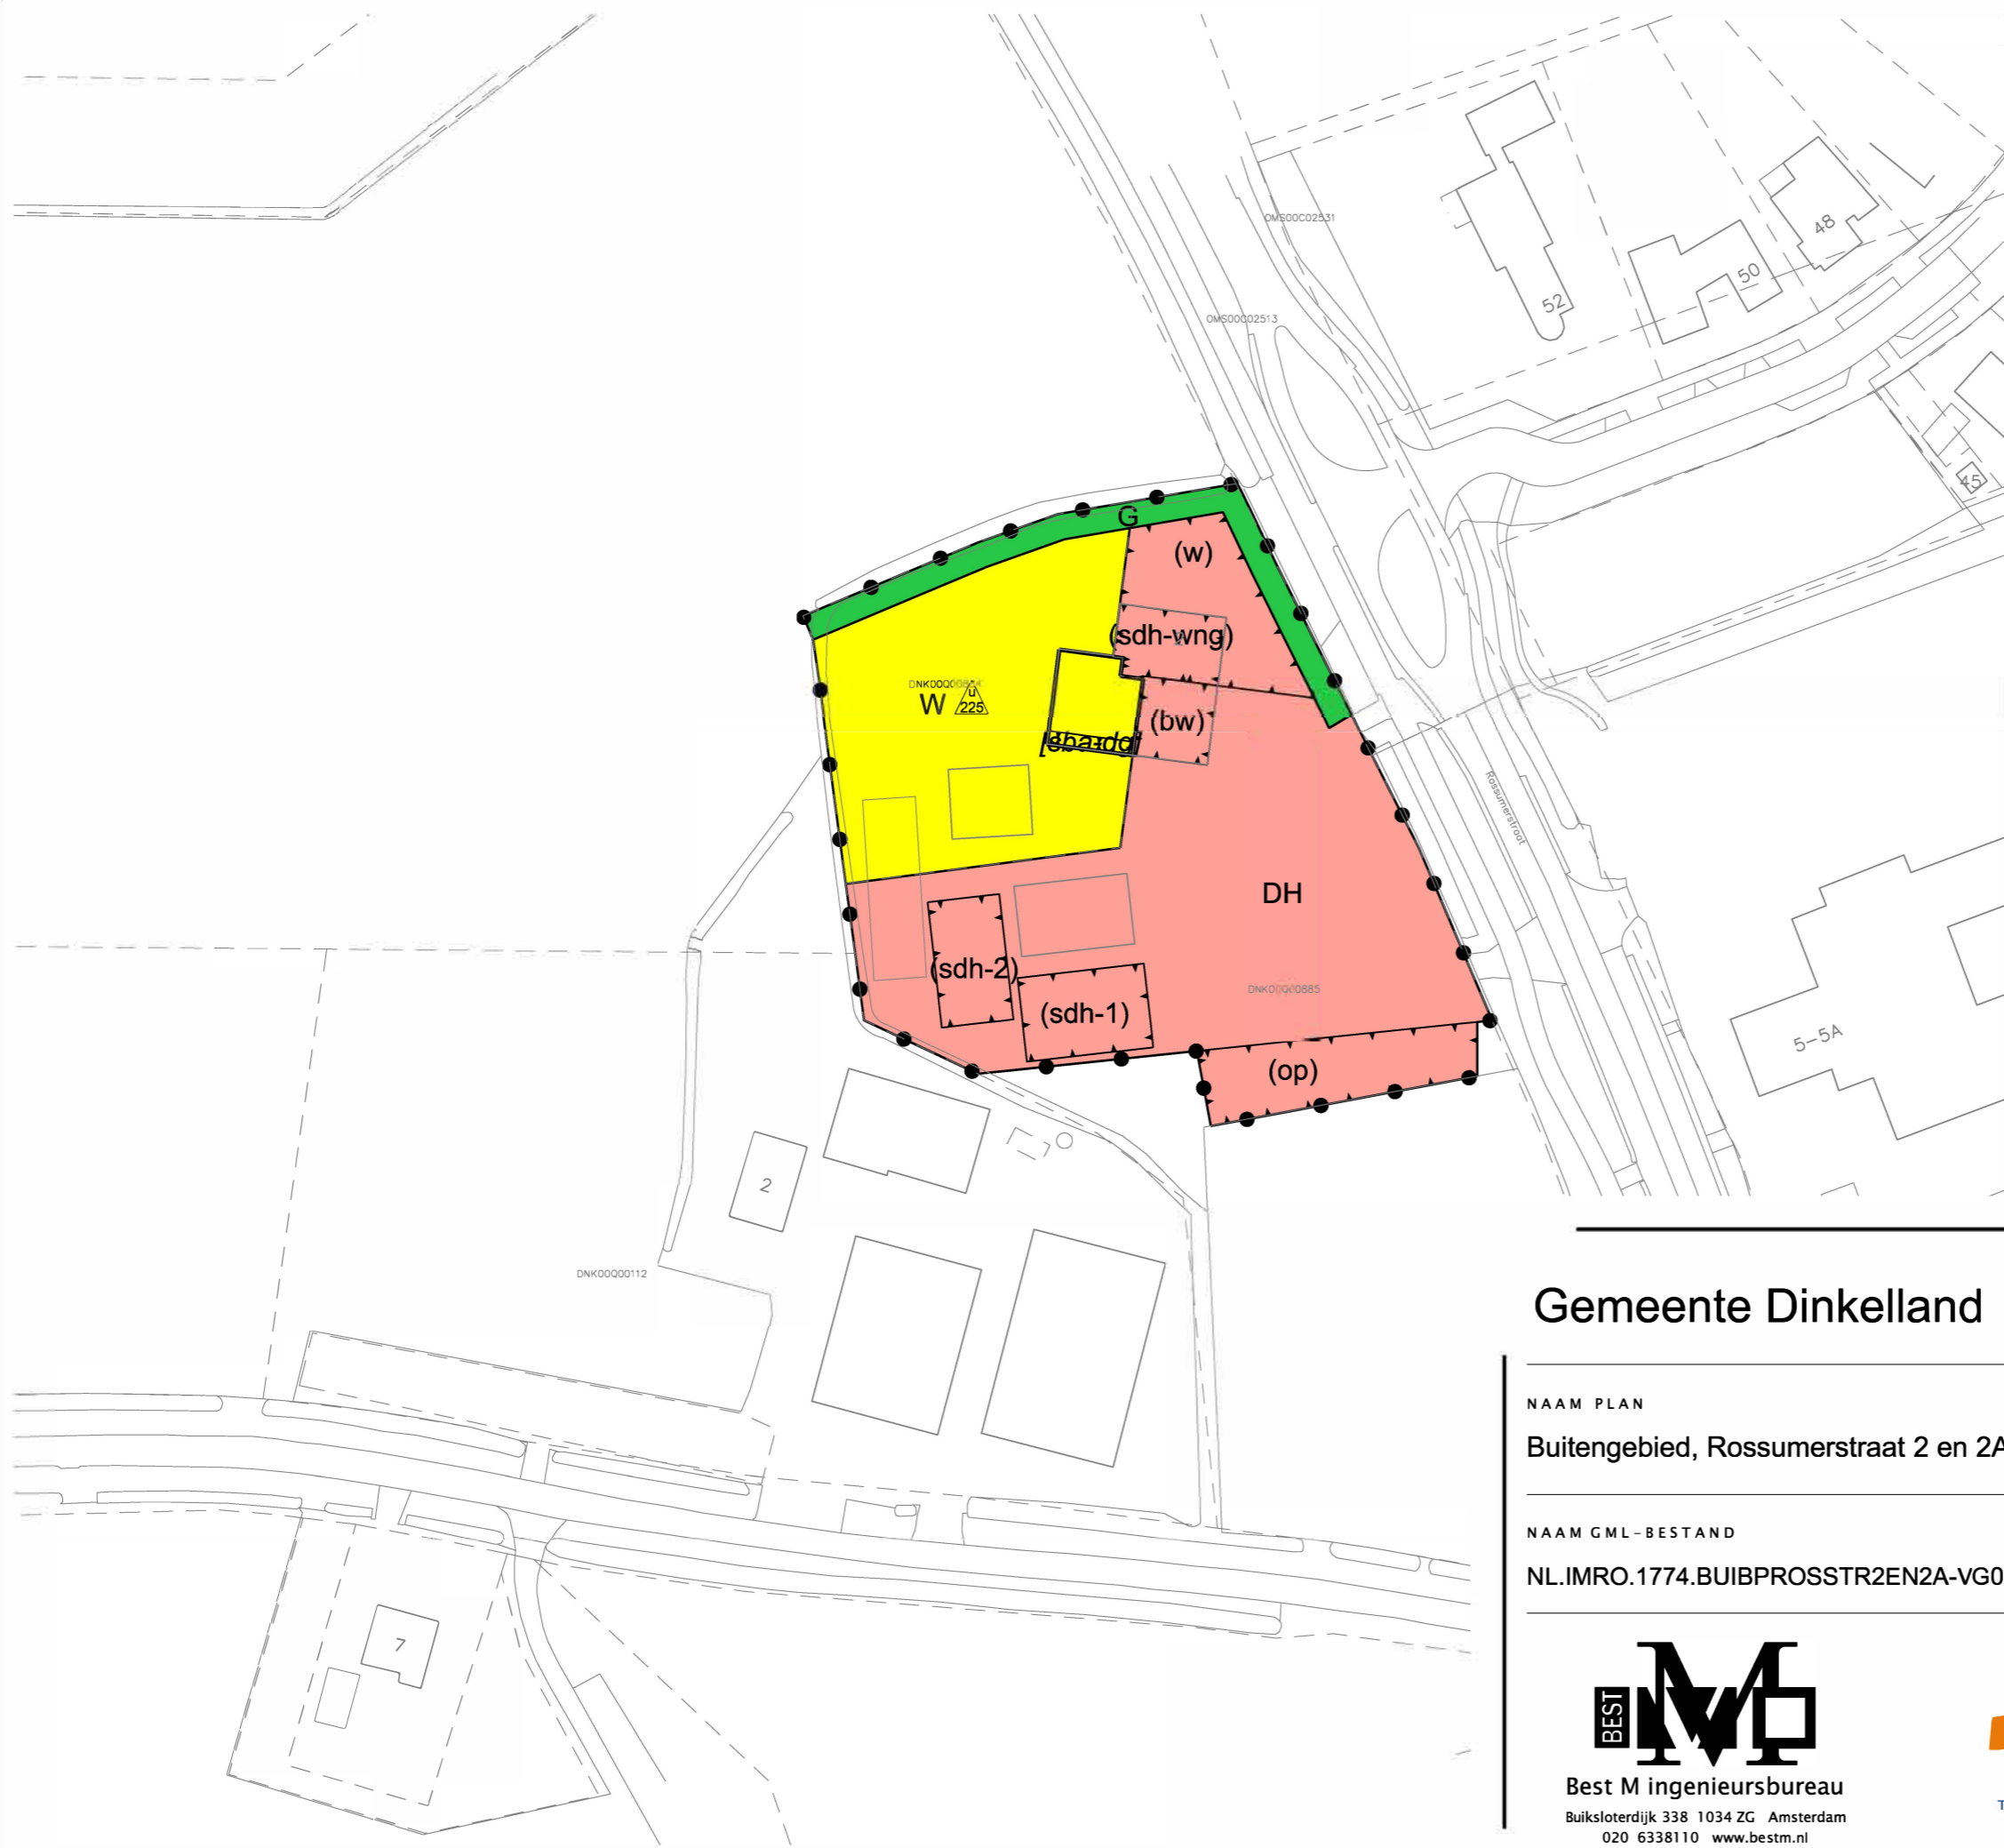 OMS00C02531
48
50
52
OMS00C02513
45
G
(w)
(sdh-wng)
W
u
225
(bw)
Rossumerstraat
DH
(sdh-2)
DNK00Q00885
(sdh-1)
5-5A
(op)
2
DNK00Q00112
7
Gemeente Dinkelland
NAAM PLAN
Buitengebied, Rossumerstraat 2 en 2A
NAAM GML-BESTAND
NL.IMRO.1774.BUIBPROSSTR2EN2A-VG0
BEST
M
Best M ingenieursbureau
Buiksloterdijk 338 1034 ZG Amsterdam
020 6338110 www.bestm.nl